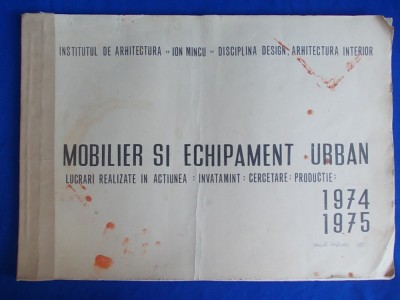 INSTITUTUL DE ARHITECTURA "ION MINCU" DISCIPLINA DESIGN, ARHITECTURA INTERIOR
MOBILIER SI ECHIPAMENT URBAN
LUCRARI REALIZATE IN ACTIUNEA : INVATAMINT : CERCETARE : PRODUCTIE :
1974
1975